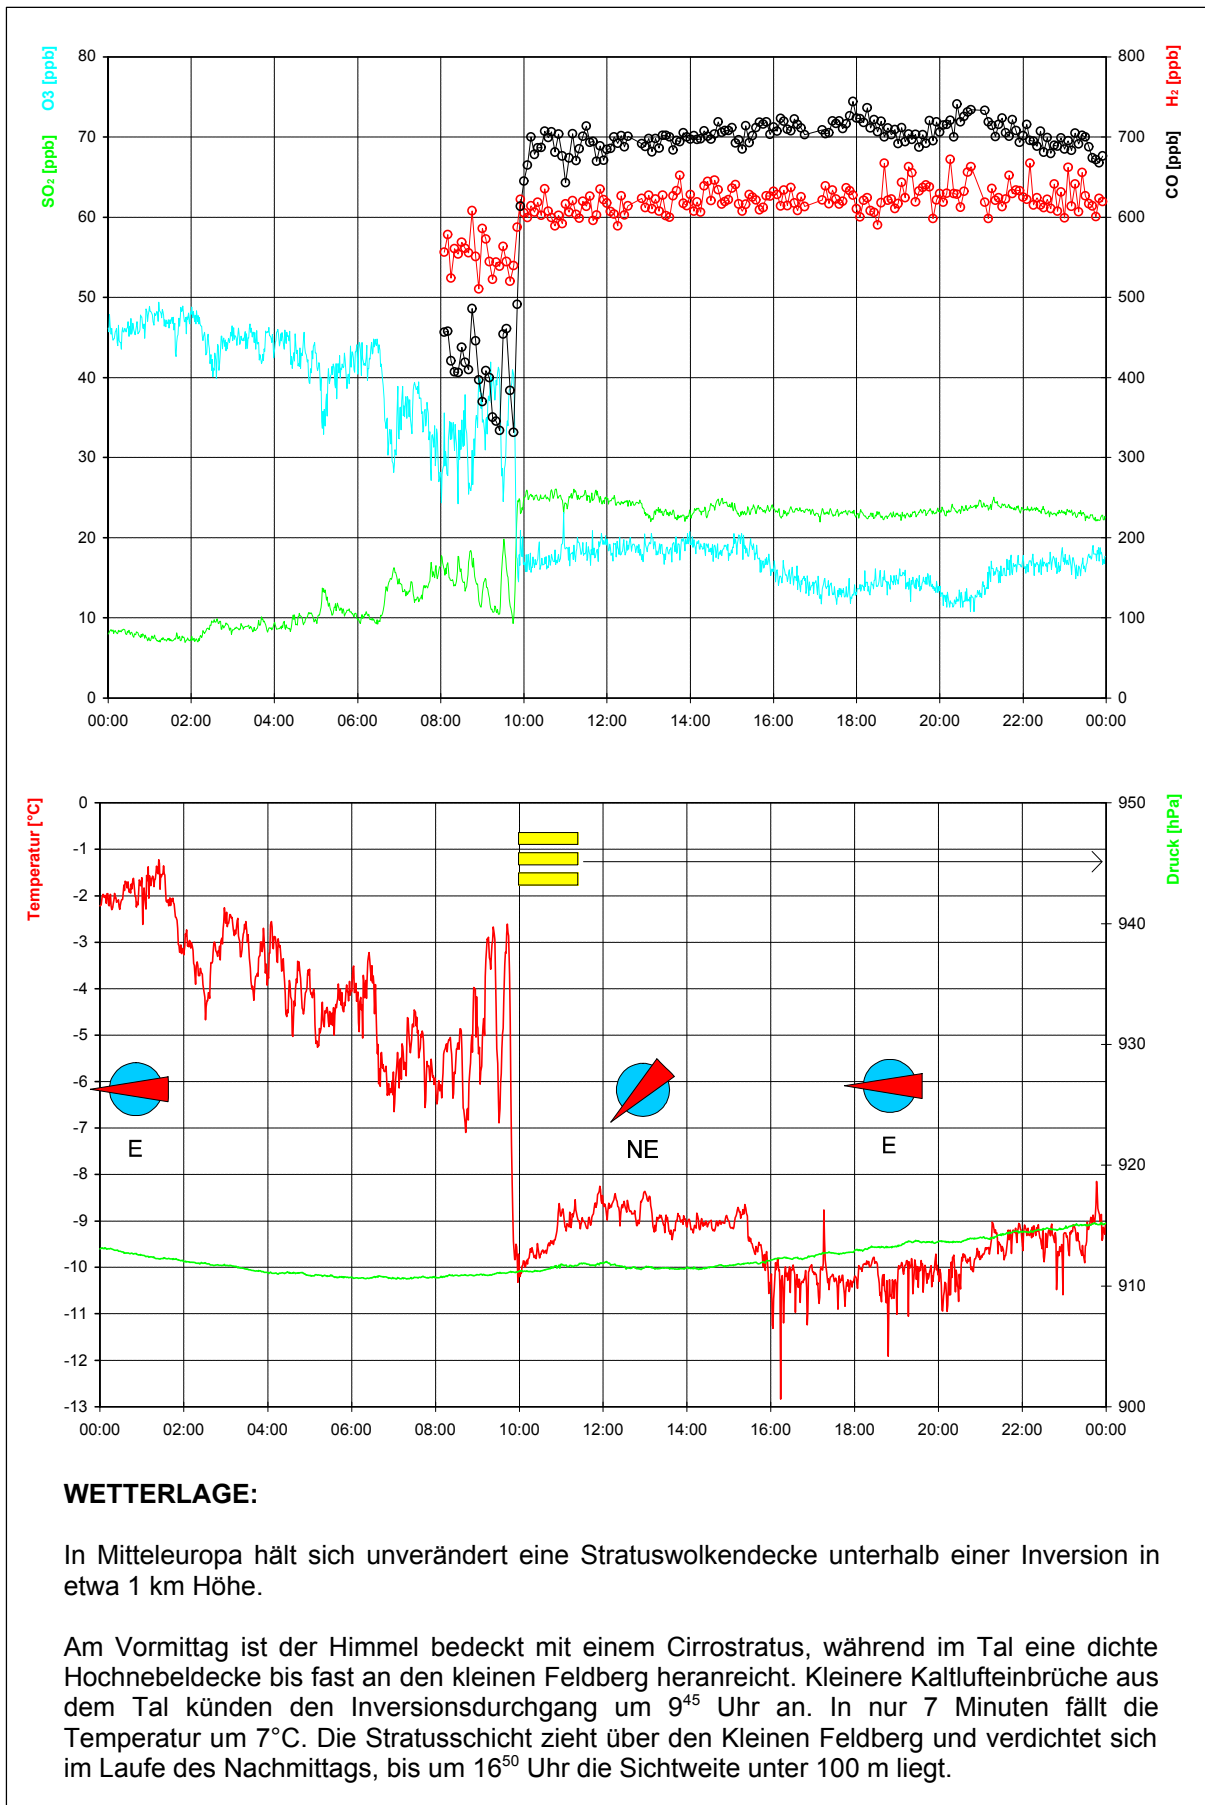 O3 [ppb]
SO₂ [ppb]
H₂ [ppb]
CO [ppb]
80 800
70 700
60 600
50 500
40 400
30 300
20 200
10 100
0 0
00:00 02:00 04:00 06:00 08:00 10:00 12:00 14:00 16:00 18:00 20:00 22:00 00:00
Temperatur [°C]
Druck [hPa]
0 950
-1
-2
940
-3
-4
-5
930
-6
-7
E NE E
920
-8
-9
-10
910
-11
-12
-13 900
00:00 02:00 04:00 06:00 08:00 10:00 12:00 14:00 16:00 18:00 20:00 22:00 00:00
WETTERLAGE:
In Mitteleuropa hält sich unverändert eine Stratuswolkendecke unterhalb einer Inversion in
etwa 1 km Höhe.
Am Vormittag ist der Himmel bedeckt mit einem Cirrostratus, während im Tal eine dichte
Hochnebeldecke bis fast an den kleinen Feldberg heranreicht. Kleinere Kaltlufteinbrüche aus
dem Tal künden den Inversionsdurchgang um 9⁴⁵ Uhr an. In nur 7 Minuten fällt die
Temperatur um 7°C. Die Stratusschicht zieht über den Kleinen Feldberg und verdichtet sich
im Laufe des Nachmittags, bis um 16⁵⁰ Uhr die Sichtweite unter 100 m liegt.